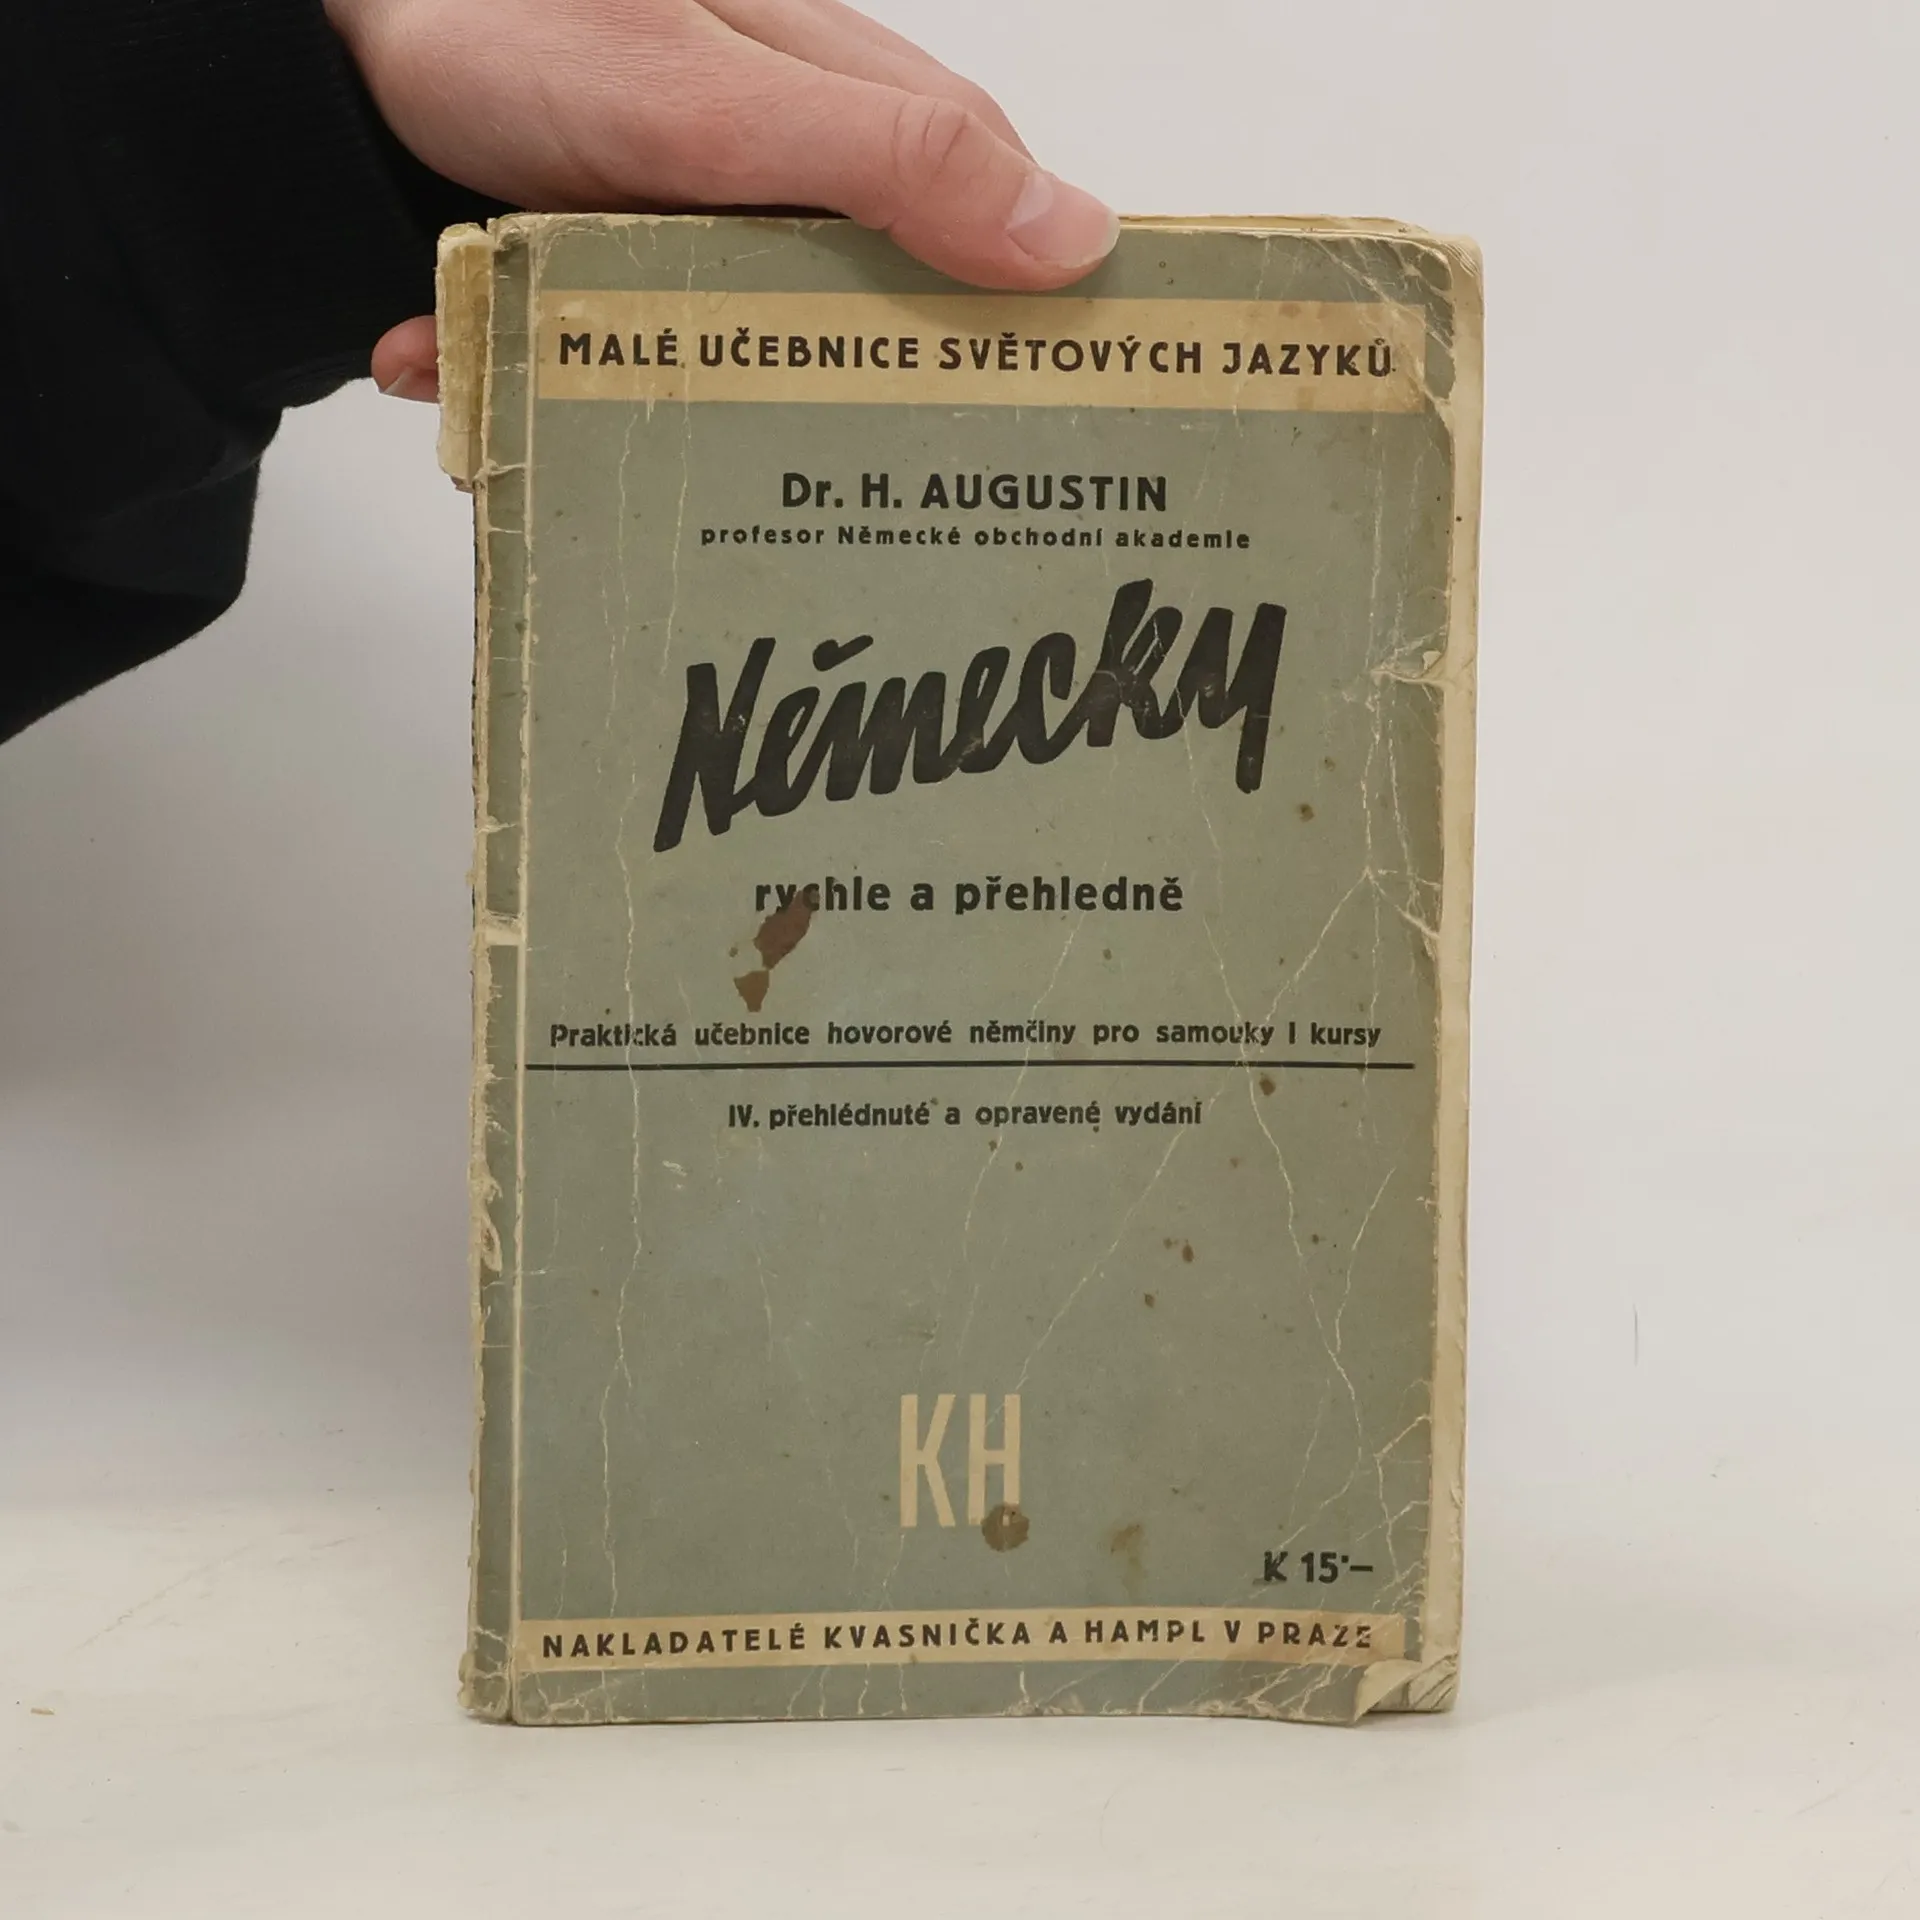 MALÉ UČEBNICE SVĚTOVÝCH JAZYKŮ
Dr. H. AUGUSTIN
profesor Německé obchodní akademie
Německy
rychle a přehledně
Praktická učebnice hovorové němčiny pro samouky i kursy
IV. přehlédnuté a opravené vydání
KH
K 15·–
NAKLADATELÉ KVASNIČKA A HAMPL V PRAZE